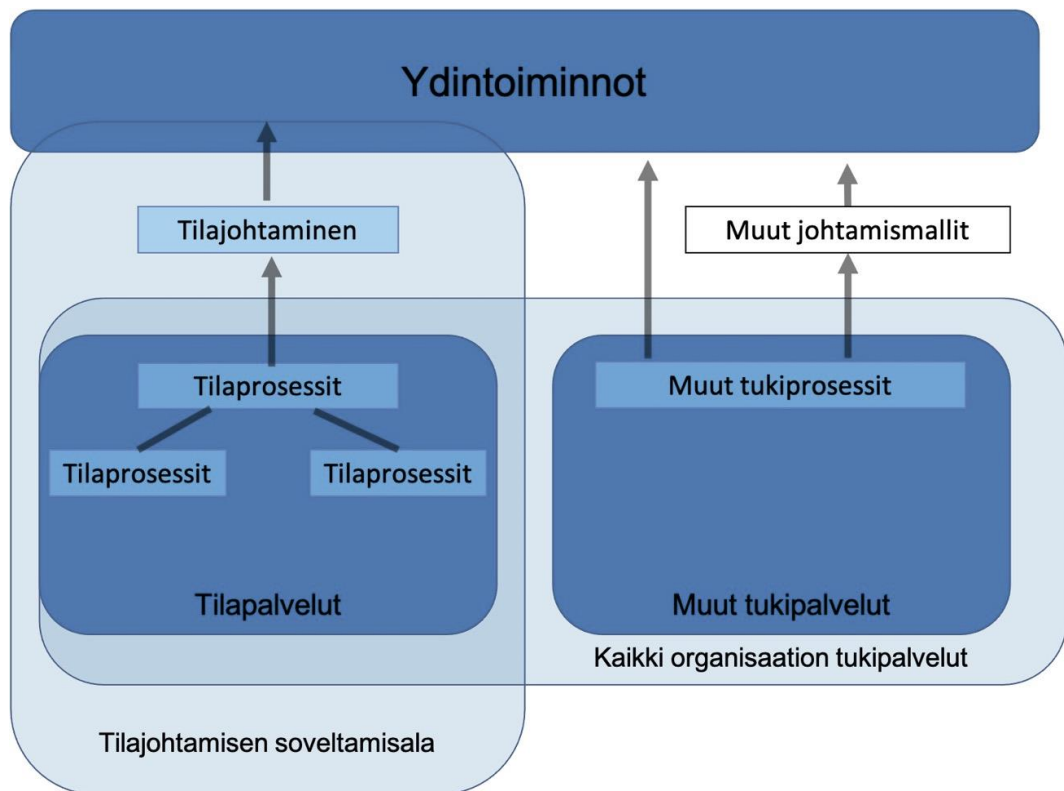 Ydintoiminnot
Tilajohtaminen
Muut johtamismallit
Tilaprosessit
Muut tukiprosessit
Tilaprosessit
Tilaprosessit
Tilapalvelut
Muut tukipalvelut
Kaikki organisaation tukipalvelut
Tilajohtamisen soveltamisala